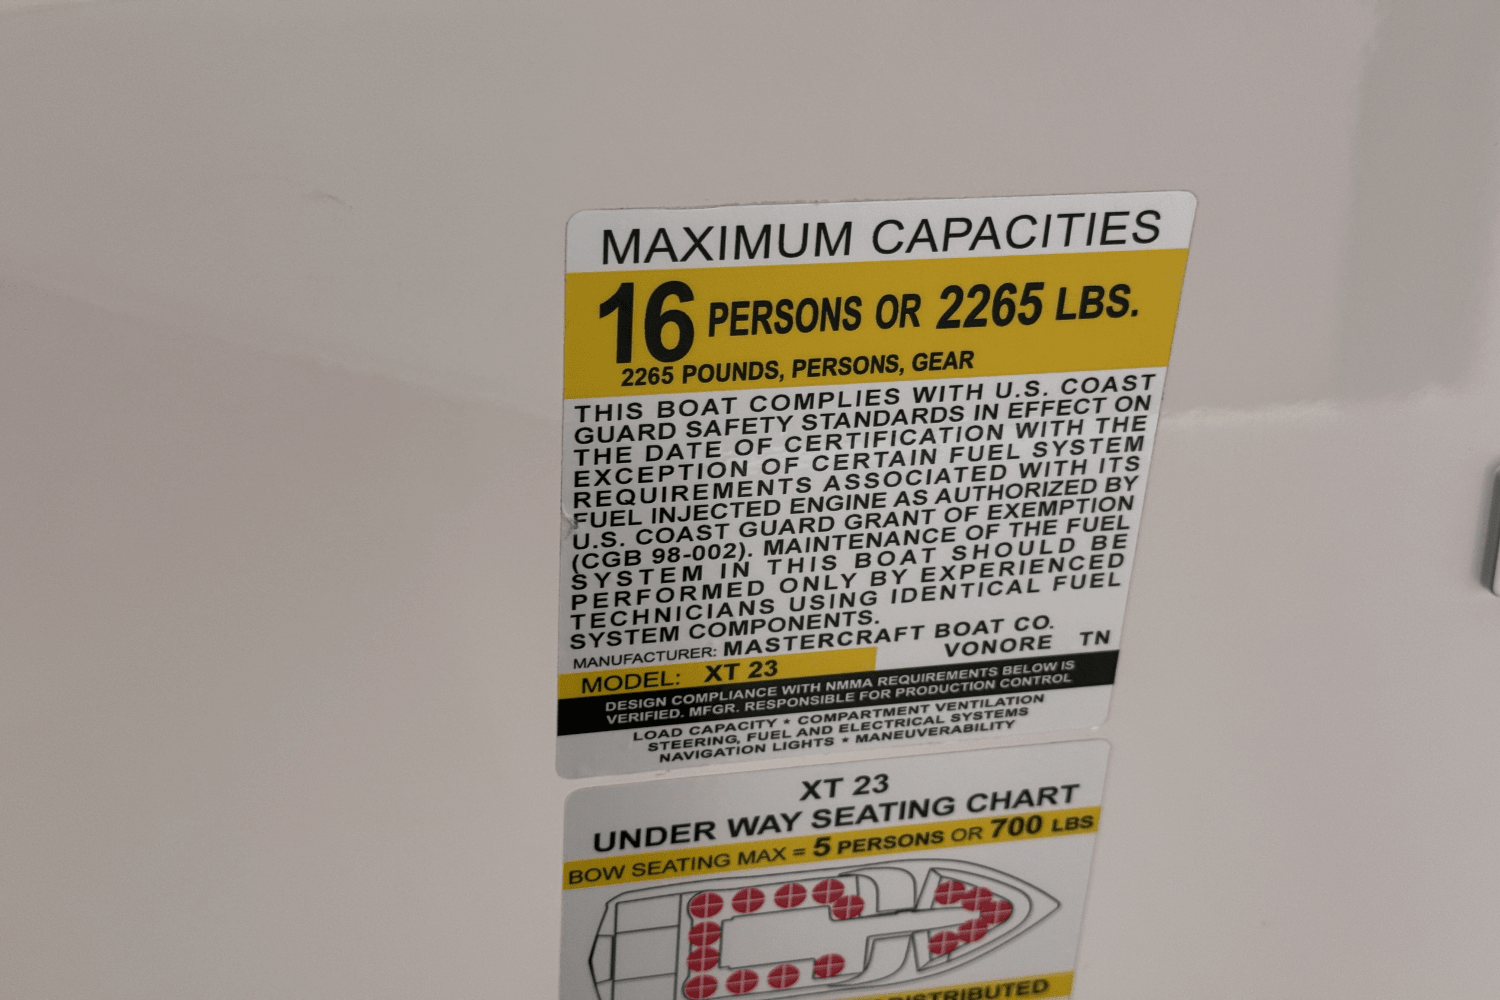 MAXIMUM CAPACITIES
16 PERSONS OR 2265 LBS.
2265 POUNDS, PERSONS, GEAR
THIS BOAT COMPLIES WITH U.S. COAST
GUARD SAFETY STANDARDS IN EFFECT ON
THE DATE OF CERTIFICATION WITH THE
EXCEPTION OF CERTAIN FUEL SYSTEM
REQUIREMENTS ASSOCIATED WITH ITS
FUEL INJECTED ENGINE AS AUTHORIZED BY
U.S. COAST GUARD GRANT OF EXEMPTION
(CGB 98-002). MAINTENANCE OF THE FUEL
SYSTEM IN THIS BOAT SHOULD BE
PERFORMED ONLY BY EXPERIENCED
TECHNICIANS USING IDENTICAL FUEL
SYSTEM COMPONENTS.
MANUFACTURER: MASTERCRAFT BOAT CO.
VONORE TN
MODEL: XT 23
DESIGN COMPLIANCE WITH NMMA REQUIREMENTS BELOW IS
VERIFIED. MFGR. RESPONSIBLE FOR PRODUCTION CONTROL
LOAD CAPACITY * COMPARTMENT VENTILATION
STEERING, FUEL AND ELECTRICAL SYSTEMS
NAVIGATION LIGHTS * MANEUVERABILITY
XT 23
UNDER WAY SEATING CHART
BOW SEATING MAX = 5 PERSONS OR 700 LBS
DISTRIBUTED